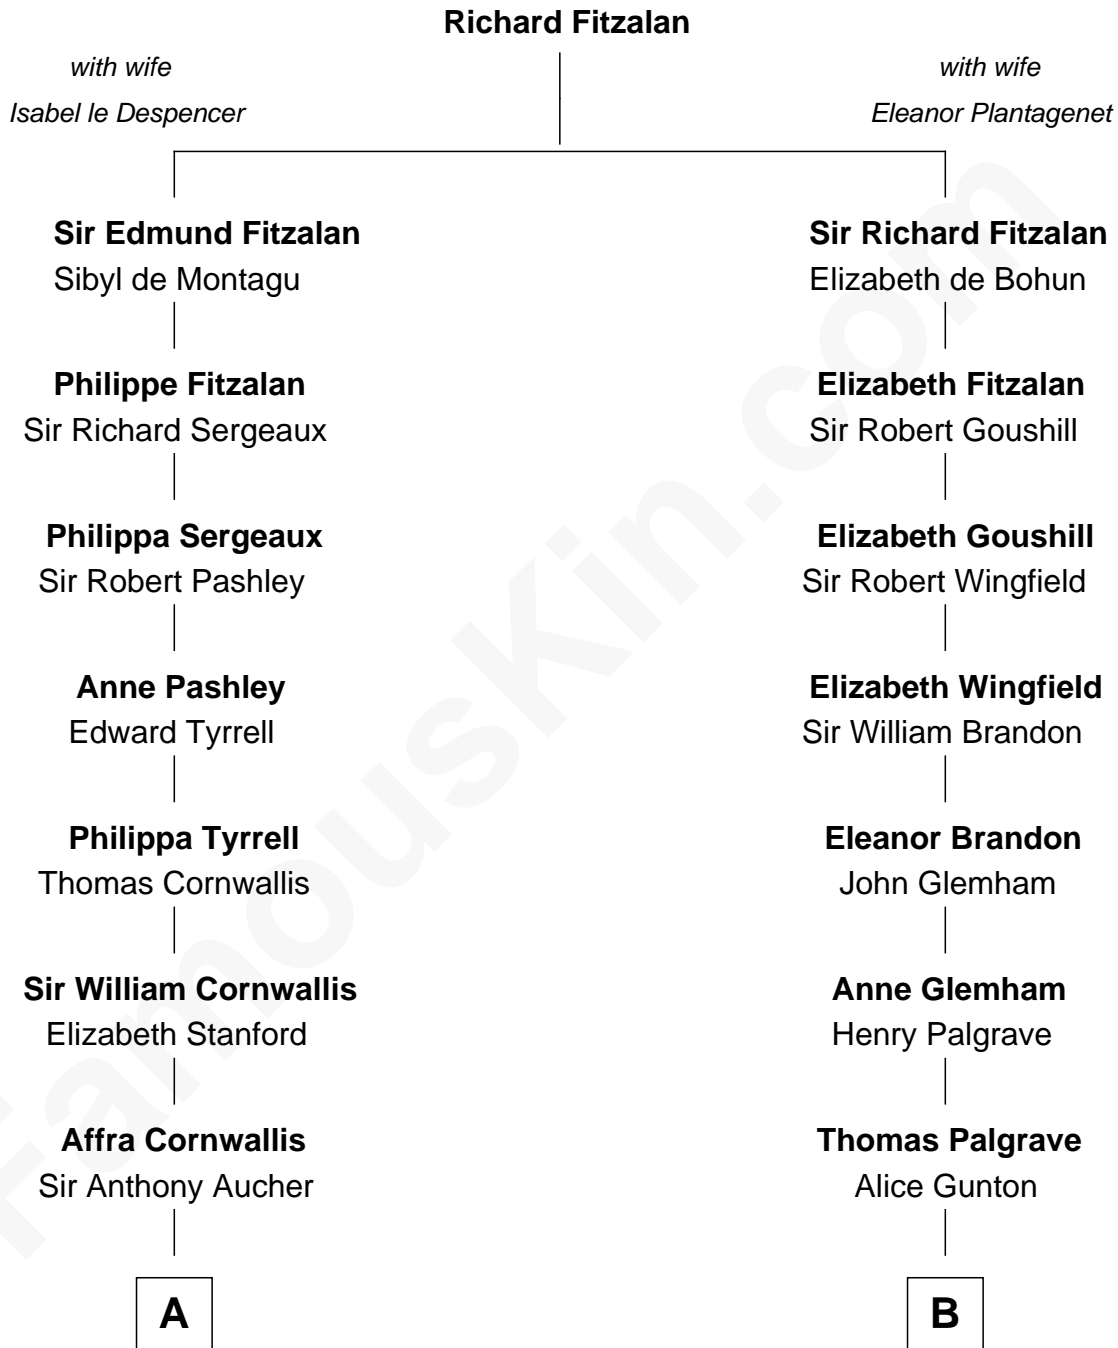 Richard Fitzalan
with wife
Isabel le Despencer
with wife
Eleanor Plantagenet
Sir Edmund Fitzalan
Sibyl de Montagu
Sir Richard Fitzalan
Elizabeth de Bohun
Philippe Fitzalan
Sir Richard Sergeaux
Elizabeth Fitzalan
Sir Robert Goushill
Philippa Sergeaux
Sir Robert Pashley
Elizabeth Goushill
Sir Robert Wingfield
Anne Pashley
Edward Tyrrell
Elizabeth Wingfield
Sir William Brandon
Philippa Tyrrell
Thomas Cornwallis
Eleanor Brandon
John Glemham
Sir William Cornwallis
Elizabeth Stanford
Anne Glemham
Henry Palgrave
Affra Cornwallis
Sir Anthony Aucher
Thomas Palgrave
Alice Gunton
A
B
FamousKin.com